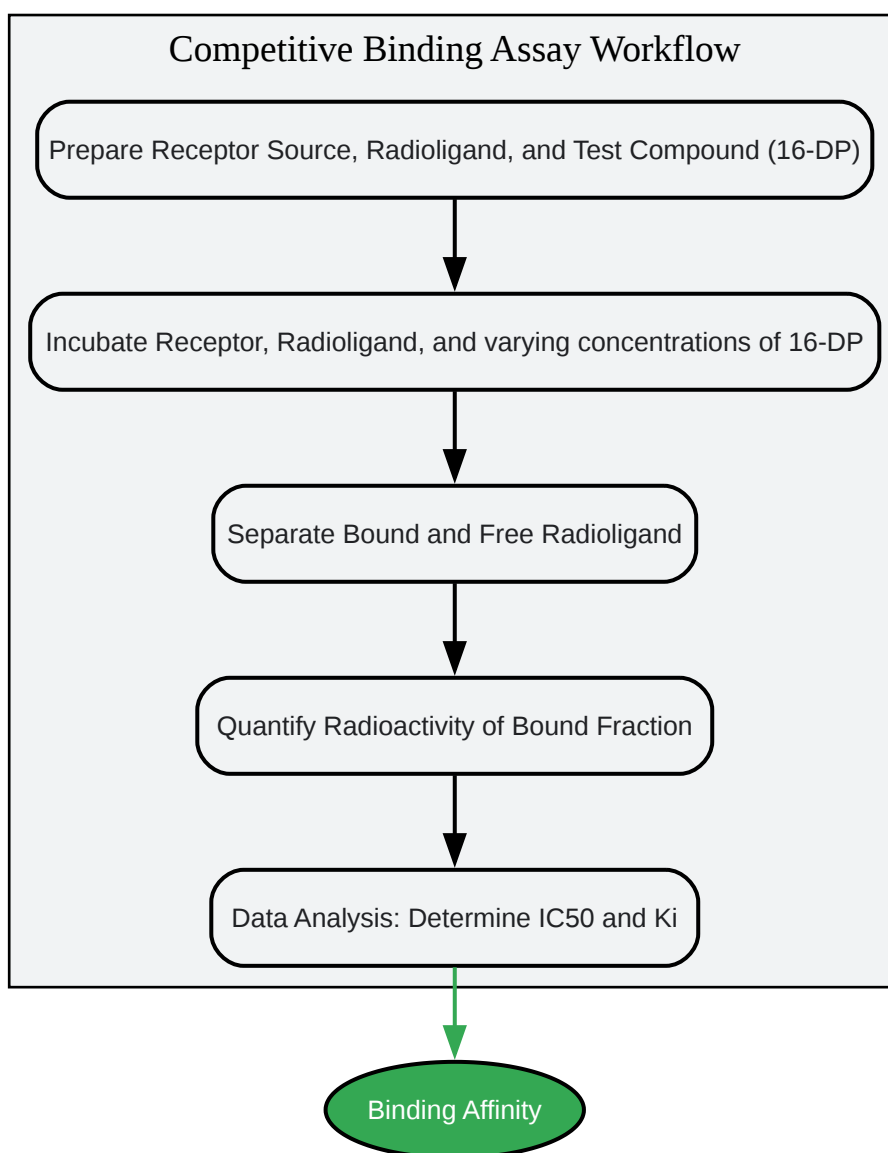 Competitive Binding Assay Workflow
Prepare Receptor Source, Radioligand, and Test Compound (16-DP)
Incubate Receptor, Radioligand, and varying concentrations of 16-DP
Separate Bound and Free Radioligand
Quantify Radioactivity of Bound Fraction
Data Analysis: Determine IC50 and Ki
Binding Affinity